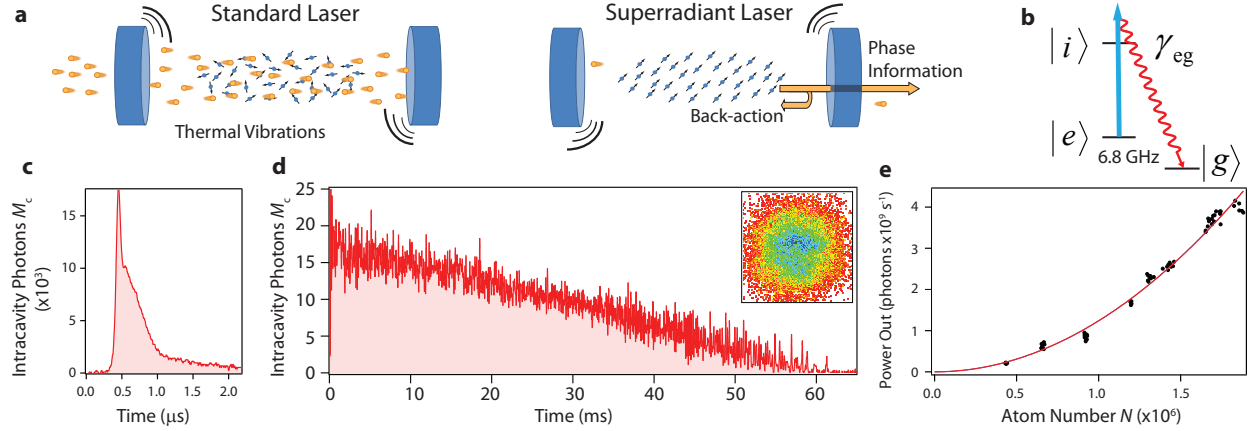 a
Standard Laser
Thermal Vibrations
Superradiant Laser
Phase
Information
Back-action
b
|i⟩
γeg
|e⟩
6.8 GHz
|g⟩
c
Intracavity Photons Mc
(x10³)
15
10
5
0
0.0 0.5 1.0 1.5 2.0
Time (μs)
d
Intracavity Photons Mc
25
20
15
10
5
0
0 10 20 30 40 50 60
Time (ms)
e
Power Out (photons x10⁹ s⁻¹)
4
3
2
1
0
0.0 0.5 1.0 1.5
Atom Number N (x10⁶)